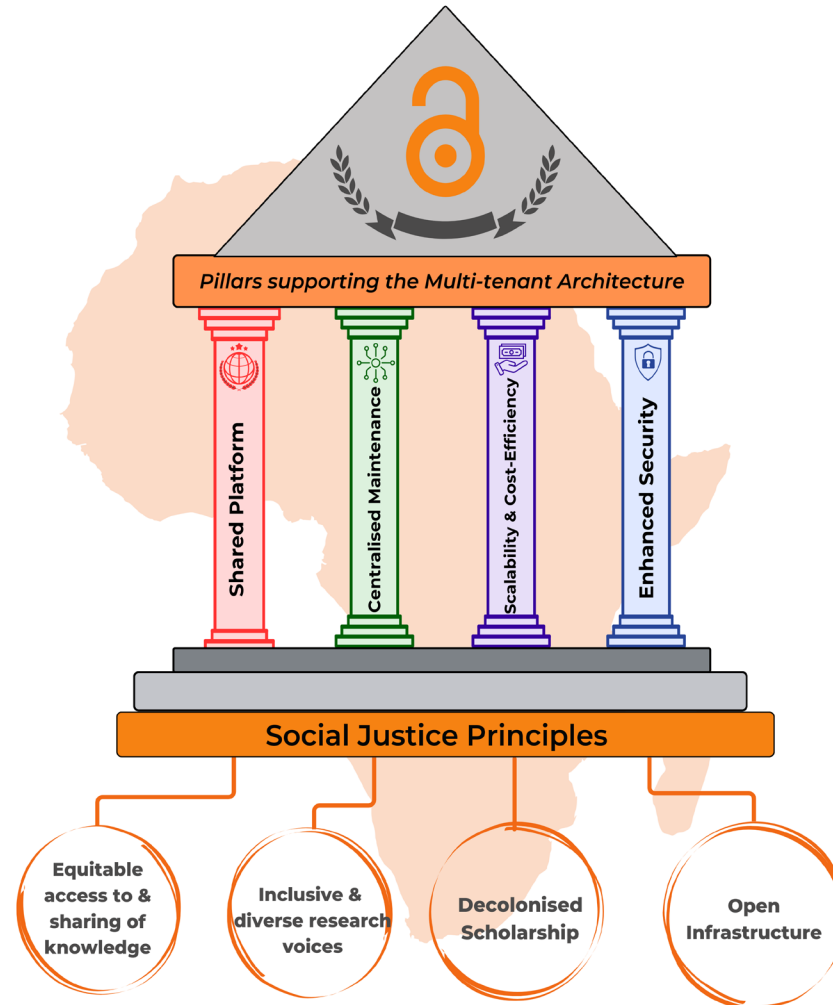 Pillars supporting the Multi-tenant Architecture
Shared Platform
Centralised Maintenance
Scalability & Cost-Efficiency
Enhanced Security
Social Justice Principles
Equitable
access to &
sharing of
knowledge
Inclusive &
diverse research
voices
Decolonised
Scholarship
Open
Infrastructure